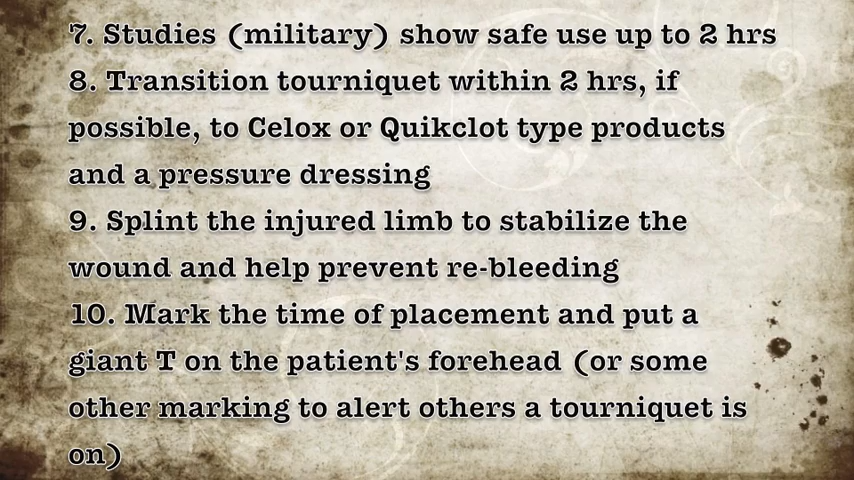 7. Studies (military) show safe use up to 2 hrs
8. Transition tourniquet within 2 hrs, if
possible, to Celox or Quikclot type products
and a pressure dressing
9. Splint the injured limb to stabilize the
wound and help prevent re-bleeding
10. Mark the time of placement and put a
giant T on the patient's forehead (or some
other marking to alert others a tourniquet is
on)